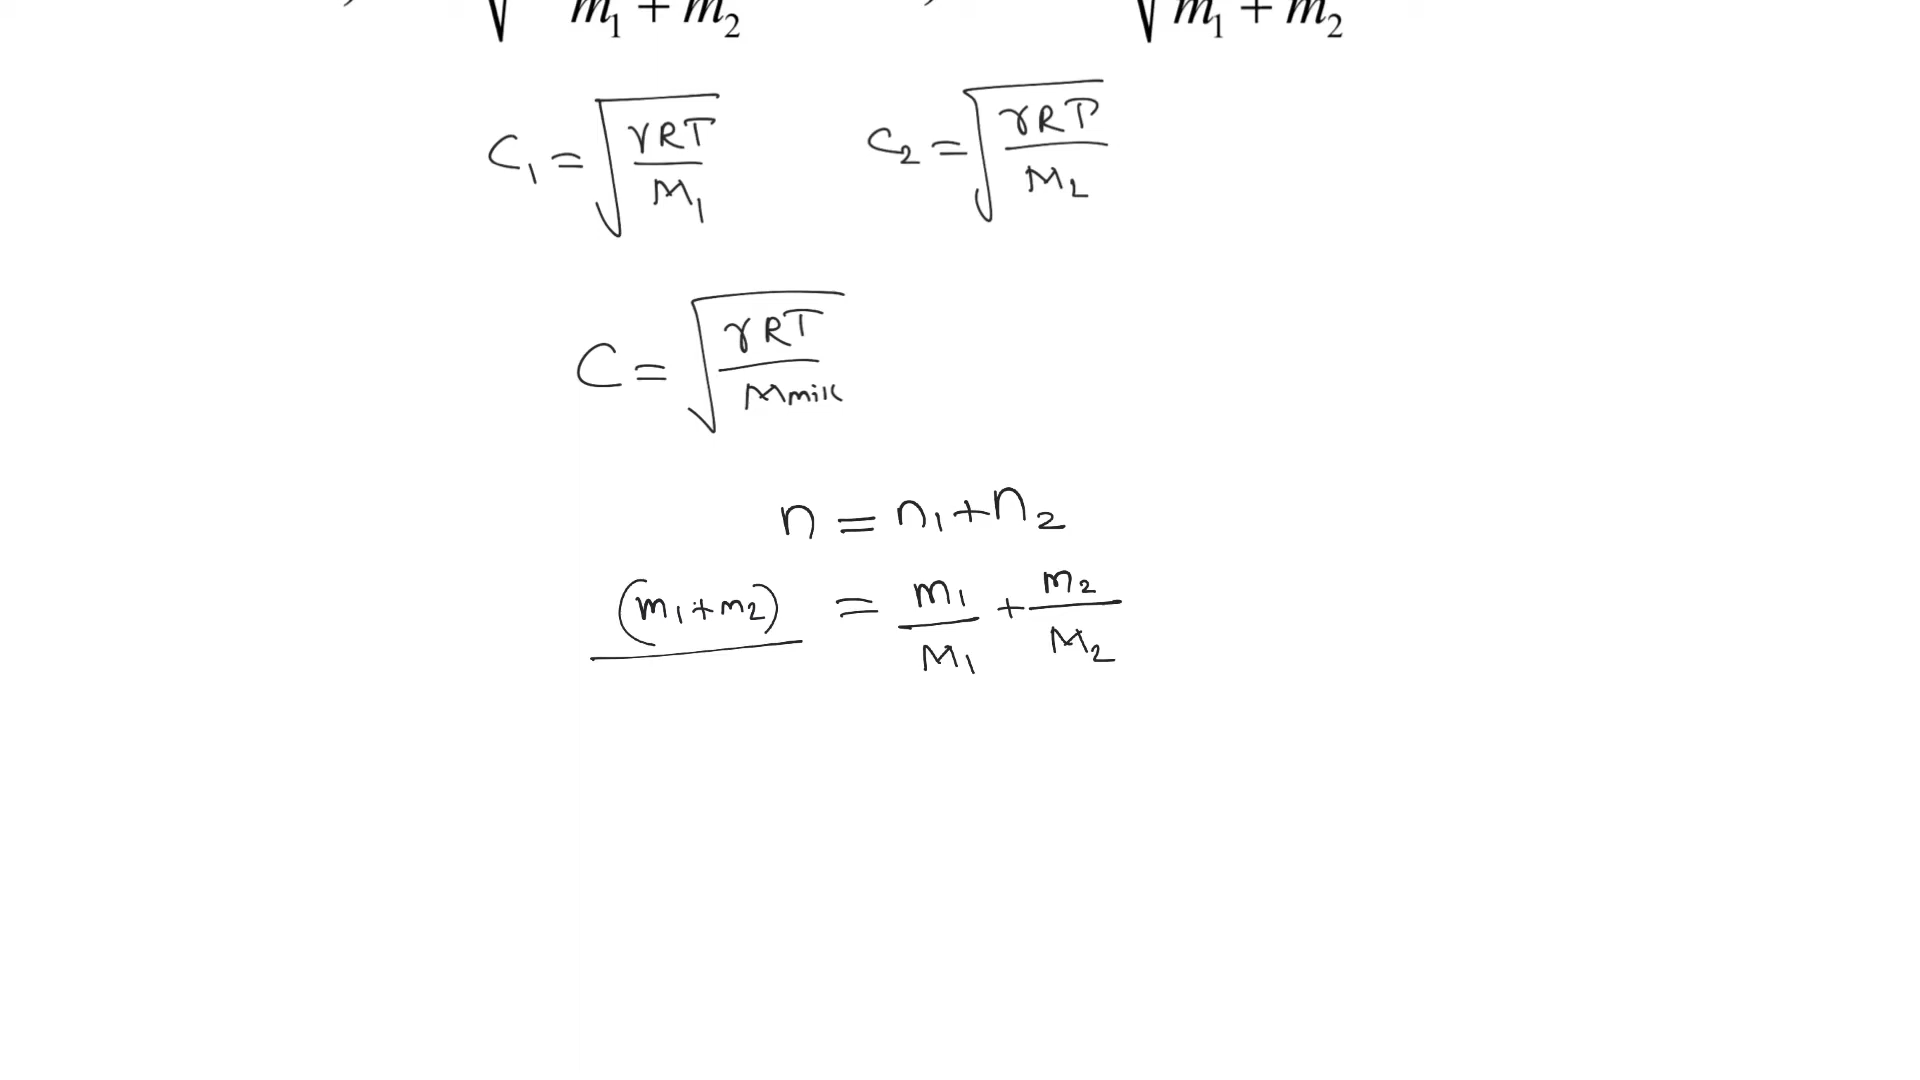 , √ m₁ + m₂ , √ m₁ + m₂
C₁ = √(γRT / M₁) C₂ = √(γRT / M₂)
C = √(γRT / Mmix)
n = n₁ + n₂
(m₁ + m₂) / = m₁ / M₁ + m₂ / M₂